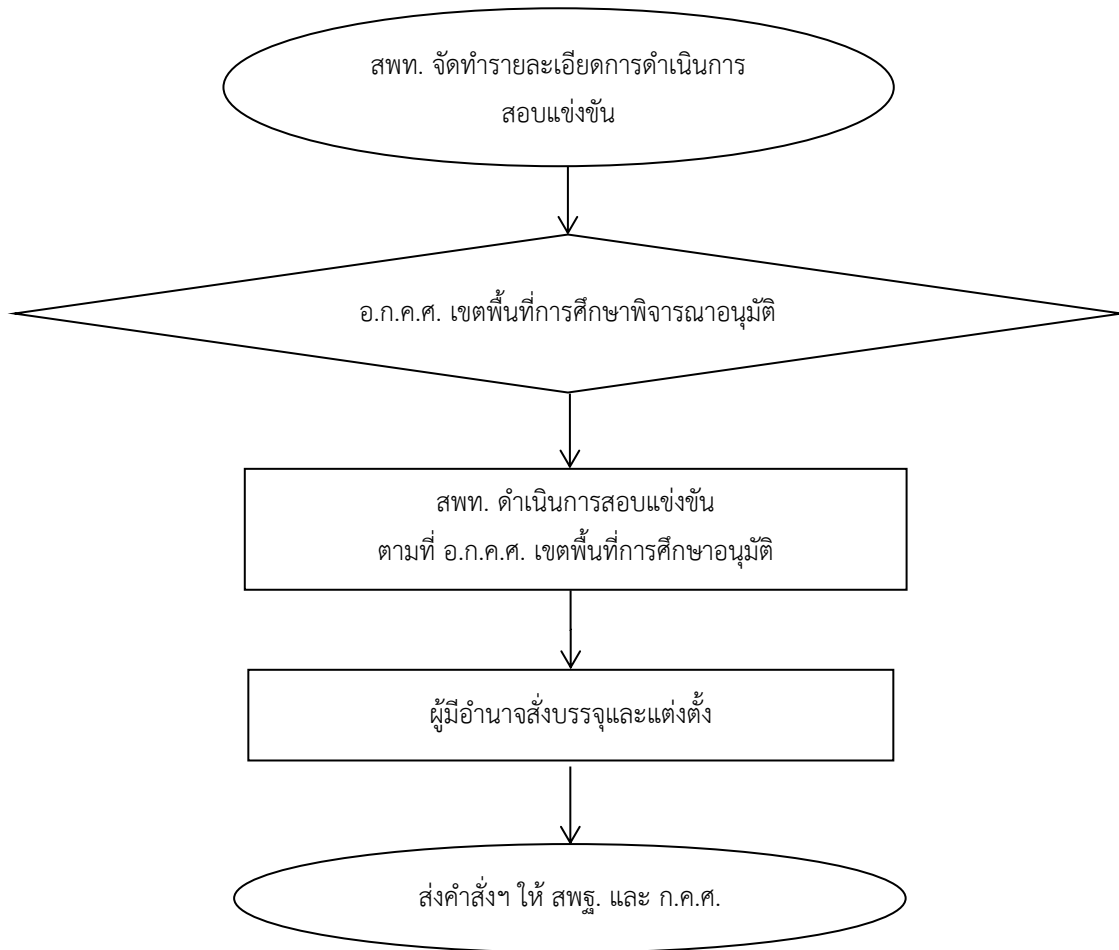 สพท. จัดทำรายละเอียดการดำเนินการ
สอบแข่งขัน
อ.ก.ค.ศ. เขตพื้นที่การศึกษาพิจารณาอนุมัติ
สพท. ดำเนินการสอบแข่งขัน
ตามที่ อ.ก.ค.ศ. เขตพื้นที่การศึกษาอนุมัติ
ผู้มีอำนาจสั่งบรรจุและแต่งตั้ง
ส่งคำสั่งฯ ให้ สพฐ. และ ก.ค.ศ.